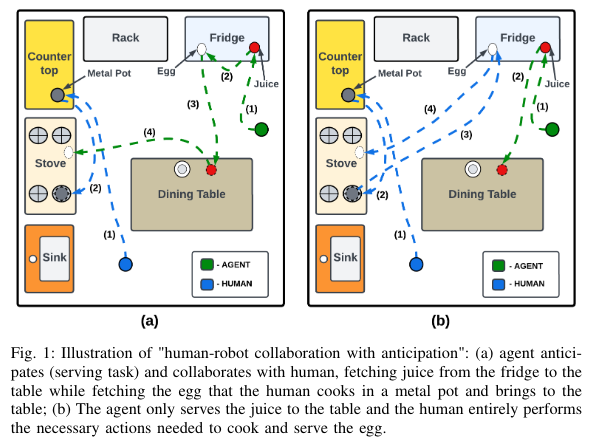 Counter
top
Rack
Fridge
Metal Pot
Egg
Juice
(2)
(1)
(3)
(4)
Stove
(2)
Dining Table
(1)
Sink
- AGENT
- HUMAN
(a)
Counter
top
Rack
Fridge
Metal Pot
Egg
Juice
(2)
(1)
(4)
(3)
Stove
(2)
Dining Table
(1)
Sink
- AGENT
- HUMAN
(b)
Fig. 1: Illustration of "human-robot collaboration with anticipation": (a) agent antici-
pates (serving task) and collaborates with human, fetching juice from the fridge to the
table while fetching the egg that the human cooks in a metal pot and brings to the
table; (b) The agent only serves the juice to the table and the human entirely performs
the necessary actions needed to cook and serve the egg.